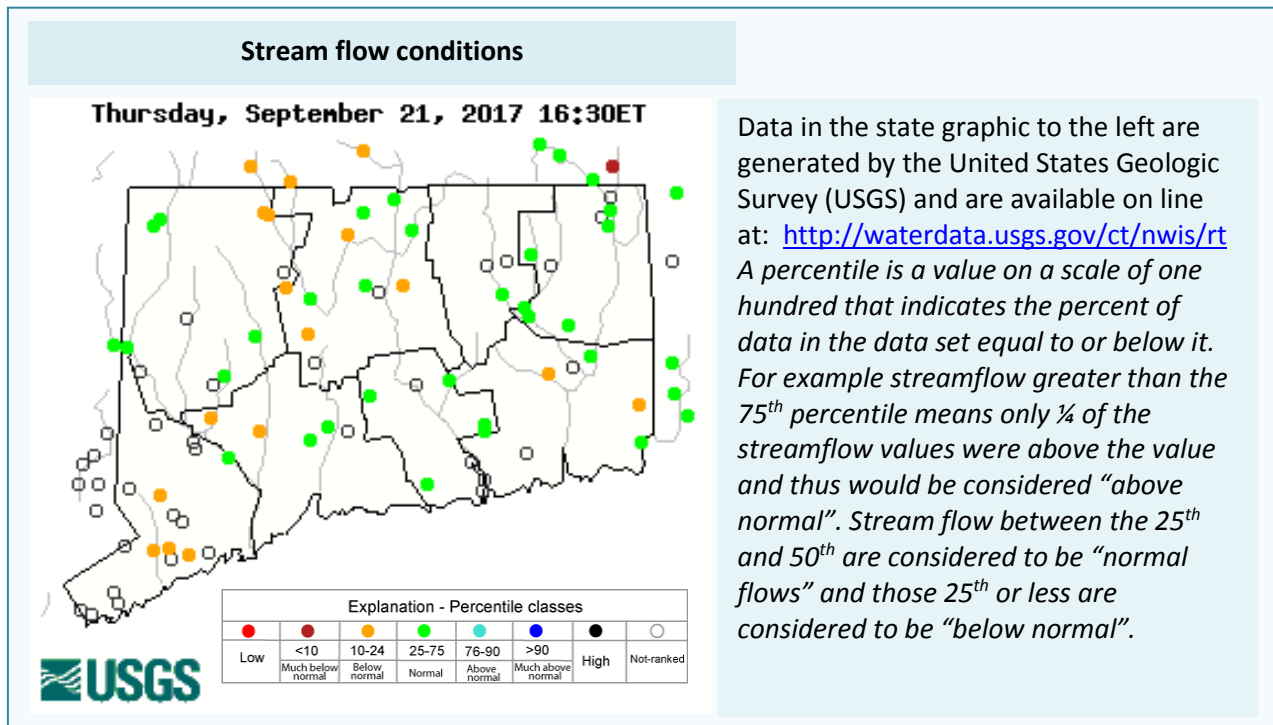 Stream flow conditions
Thursday, September 21, 2017 16:30ET
Explanation - Percentile classes
Low
<10
10-24
25-75
76-90
>90
High
Not-ranked
Much below
normal
Below
normal
Normal
Above
normal
Much above
normal
USGS
Data in the state graphic to the left are
generated by the United States Geologic
Survey (USGS) and are available on line
at: http://waterdata.usgs.gov/ct/nwis/rt
A percentile is a value on a scale of one
hundred that indicates the percent of
data in the data set equal to or below it.
For example streamflow greater than the
75th percentile means only ¼ of the
streamflow values were above the value
and thus would be considered “above
normal”. Stream flow between the 25th
and 50th are considered to be “normal
flows” and those 25th or less are
considered to be “below normal”.